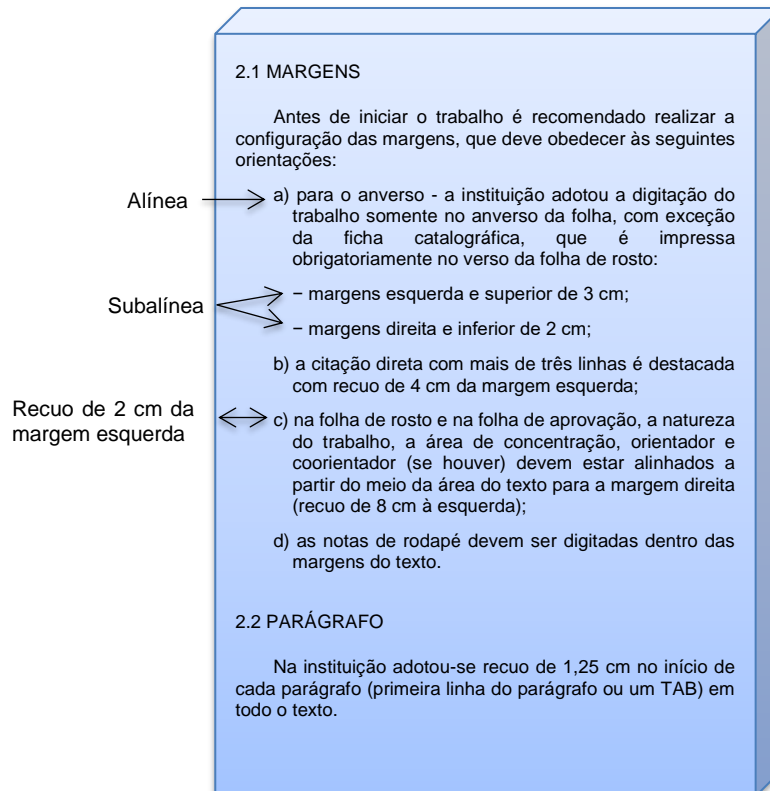 2.1 MARGENS
Antes de iniciar o trabalho é recomendado realizar a
configuração das margens, que deve obedecer às seguintes
orientações:
Alínea
a) para o anverso - a instituição adotou a digitação do
trabalho somente no anverso da folha, com exceção
da ficha catalográfica, que é impressa
obrigatoriamente no verso da folha de rosto:
Subalínea
− margens esquerda e superior de 3 cm;
− margens direita e inferior de 2 cm;
b) a citação direta com mais de três linhas é destacada
com recuo de 4 cm da margem esquerda;
Recuo de 2 cm da
margem esquerda
c) na folha de rosto e na folha de aprovação, a natureza
do trabalho, a área de concentração, orientador e
coorientador (se houver) devem estar alinhados a
partir do meio da área do texto para a margem direita
(recuo de 8 cm à esquerda);
d) as notas de rodapé devem ser digitadas dentro das
margens do texto.
2.2 PARÁGRAFO
Na instituição adotou-se recuo de 1,25 cm no início de
cada parágrafo (primeira linha do parágrafo ou um TAB) em
todo o texto.